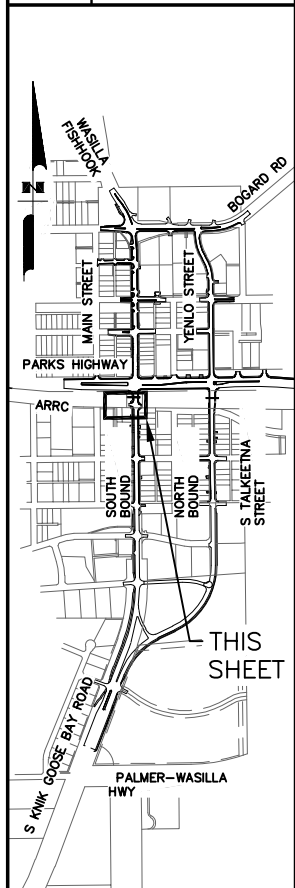 WASILLA
FISHHOOK
BOGARD RD
N
MAIN STREET
YENLO STREET
PARKS HIGHWAY
ARRC
SOUTH
BOUND
NORTH
BOUND
S TALKEETNA
STREET
THIS
SHEET
S KNIK GOOSE BAY ROAD
PALMER-WASILLA
HWY